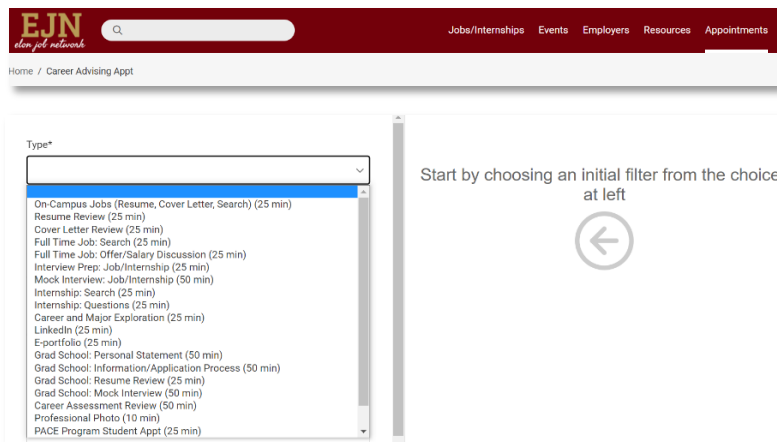 EJN
elon job network
Jobs/Internships Events Employers Resources Appointments
Home / Career Advising Appt
Type*
On-Campus Jobs (Resume, Cover Letter, Search) (25 min)
Resume Review (25 min)
Cover Letter Review (25 min)
Full Time Job: Search (25 min)
Full Time Job: Offer/Salary Discussion (25 min)
Interview Prep: Job/Internship (25 min)
Mock Interview: Job/Internship (50 min)
Internship: Search (25 min)
Internship: Questions (25 min)
Career and Major Exploration (25 min)
LinkedIn (25 min)
E-portfolio (25 min)
Grad School: Personal Statement (50 min)
Grad School: Information/Application Process (50 min)
Grad School: Resume Review (25 min)
Grad School: Mock Interview (50 min)
Career Assessment Review (50 min)
Professional Photo (10 min)
PACE Program Student Appt (25 min)
Start by choosing an initial filter from the choice
at left